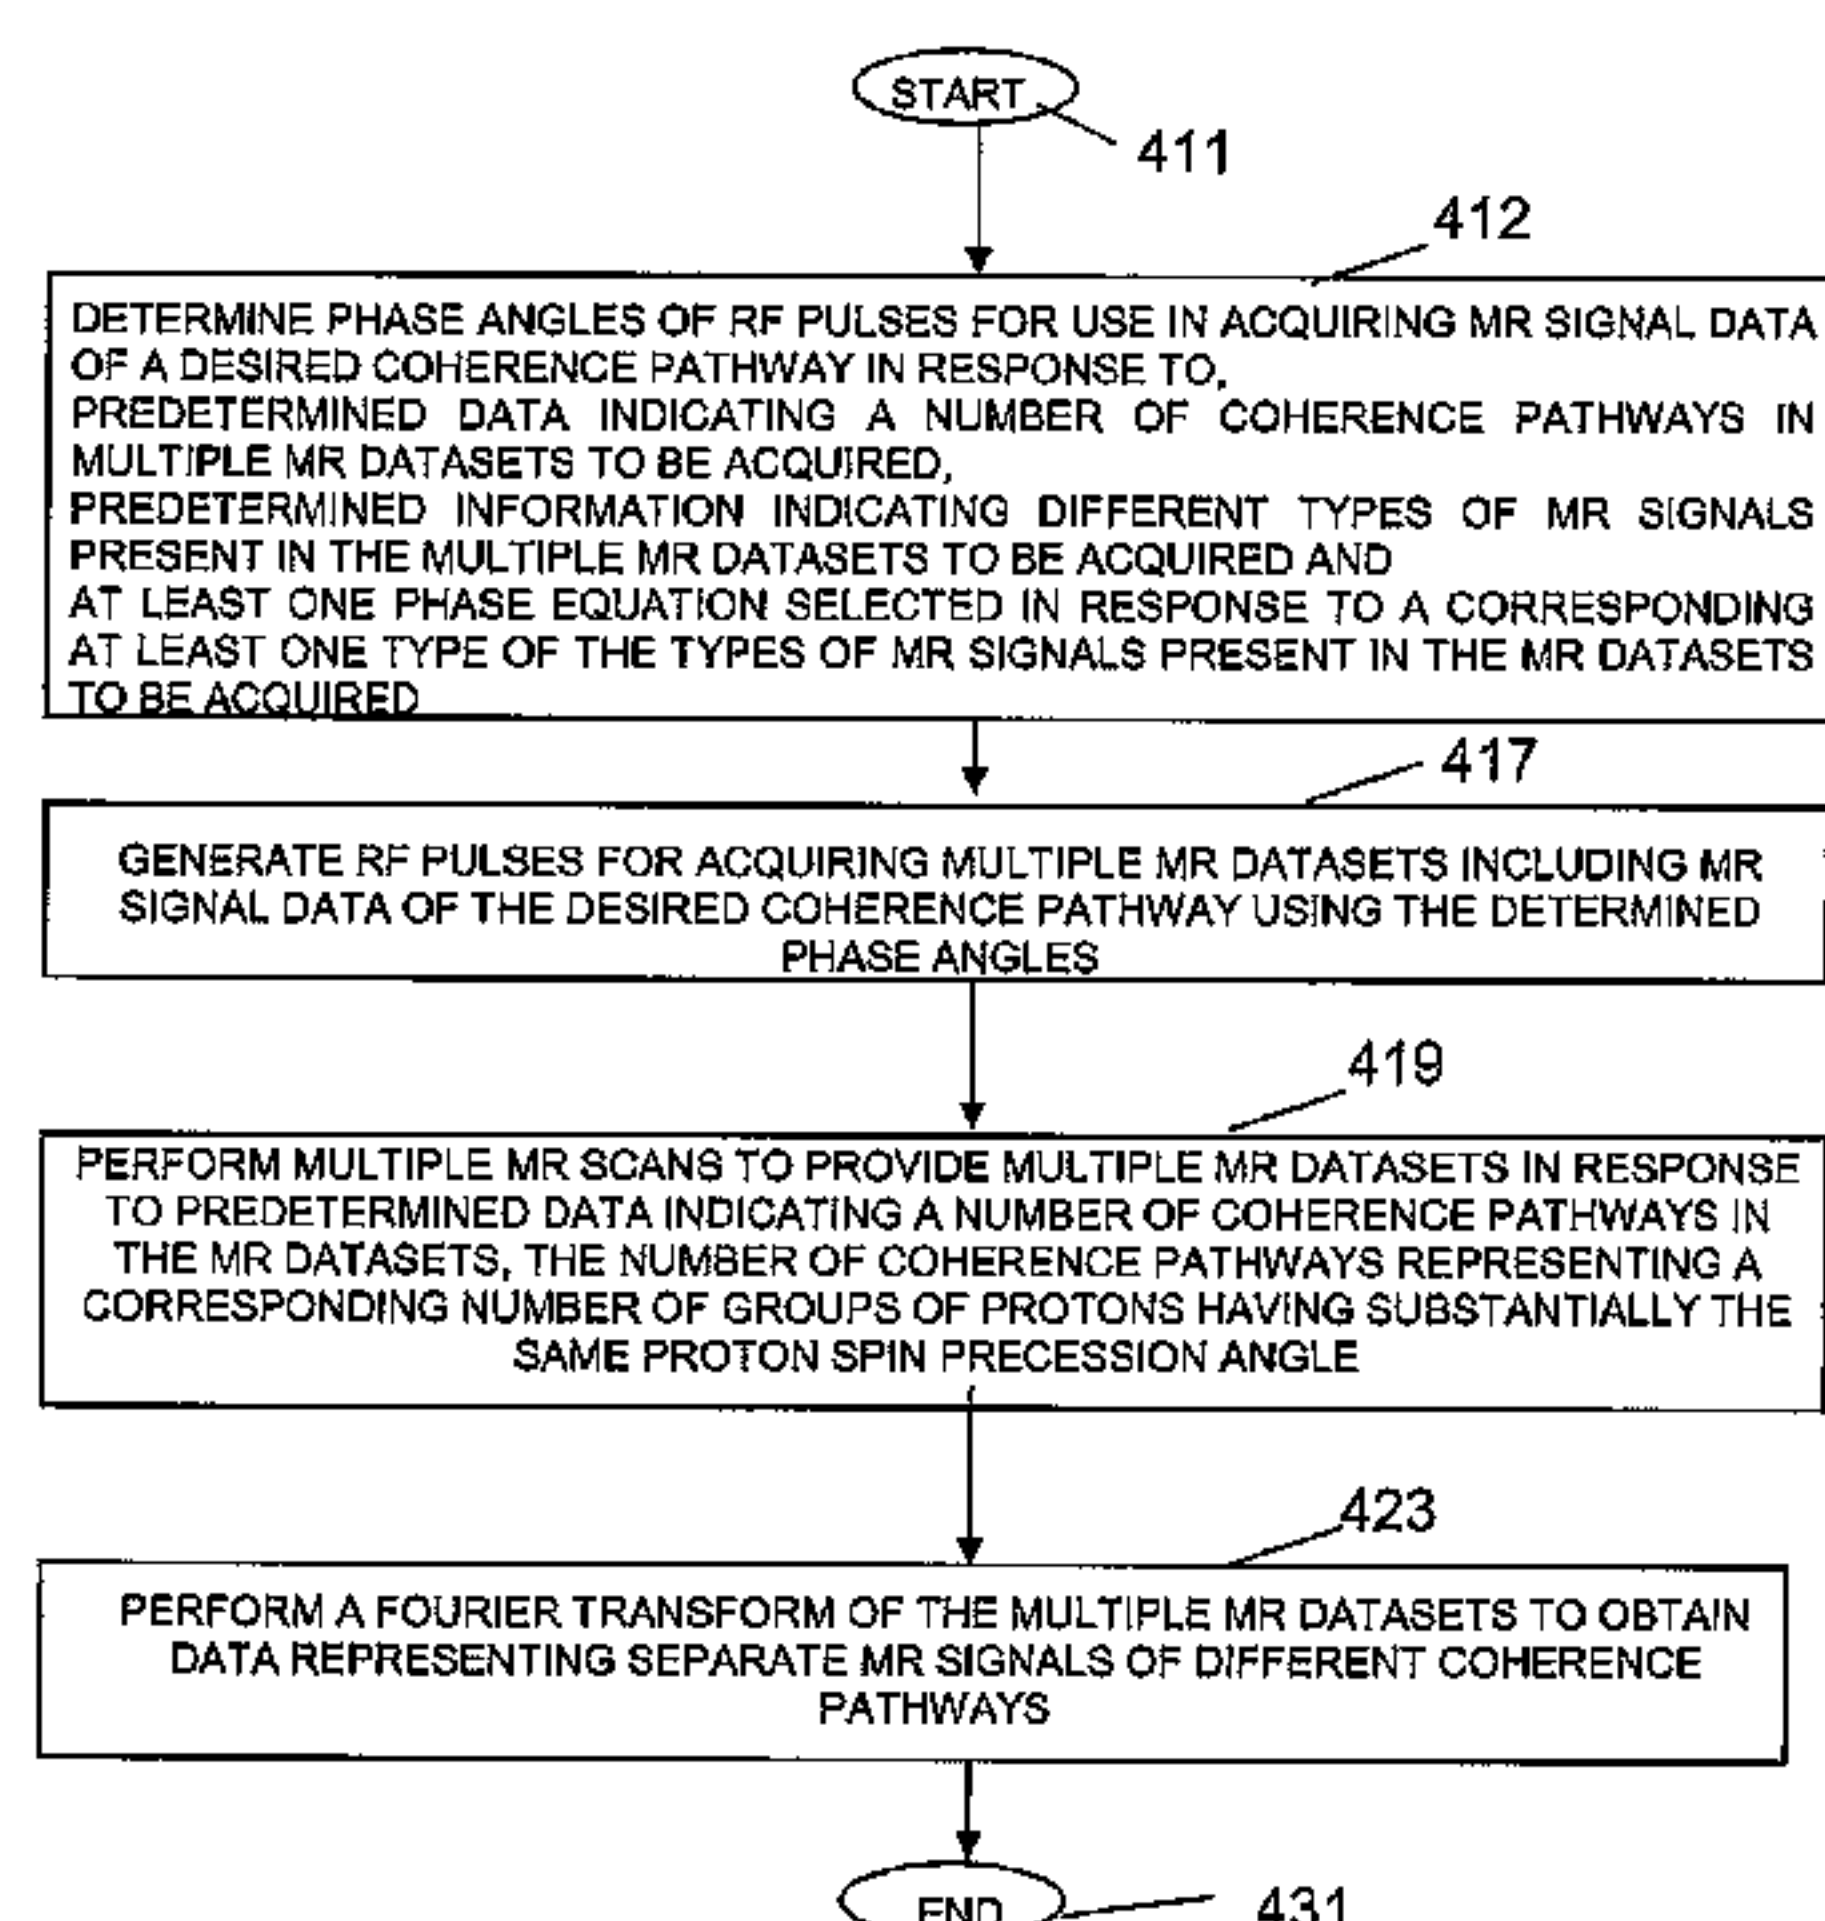 START
411
412
DETERMINE PHASE ANGLES OF RF PULSES FOR USE IN ACQUIRING MR SIGNAL DATA
OF A DESIRED COHERENCE PATHWAY IN RESPONSE TO,
PREDETERMINED DATA INDICATING A NUMBER OF COHERENCE PATHWAYS IN
MULTIPLE MR DATASETS TO BE ACQUIRED,
PREDETERMINED INFORMATION INDICATING DIFFERENT TYPES OF MR SIGNALS
PRESENT IN THE MULTIPLE MR DATASETS TO BE ACQUIRED AND
AT LEAST ONE PHASE EQUATION SELECTED IN RESPONSE TO A CORRESPONDING
AT LEAST ONE TYPE OF THE TYPES OF MR SIGNALS PRESENT IN THE MR DATASETS
TO BE ACQUIRED
417
GENERATE RF PULSES FOR ACQUIRING MULTIPLE MR DATASETS INCLUDING MR
SIGNAL DATA OF THE DESIRED COHERENCE PATHWAY USING THE DETERMINED
PHASE ANGLES
419
PERFORM MULTIPLE MR SCANS TO PROVIDE MULTIPLE MR DATASETS IN RESPONSE
TO PREDETERMINED DATA INDICATING A NUMBER OF COHERENCE PATHWAYS IN
THE MR DATASETS, THE NUMBER OF COHERENCE PATHWAYS REPRESENTING A
CORRESPONDING NUMBER OF GROUPS OF PROTONS HAVING SUBSTANTIALLY THE
SAME PROTON SPIN PRECESSION ANGLE
423
PERFORM A FOURIER TRANSFORM OF THE MULTIPLE MR DATASETS TO OBTAIN
DATA REPRESENTING SEPARATE MR SIGNALS OF DIFFERENT COHERENCE
PATHWAYS
END
431